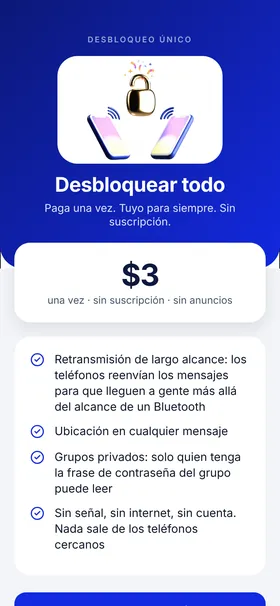 DESBLOQUEO ÚNICO
Desbloquear todo
Paga una vez. Tuyo para siempre. Sin
suscripción.
$3
una vez · sin suscripción · sin anuncios
Retransmisión de largo alcance: los
teléfonos reenvían los mensajes
para que lleguen a gente más allá
del alcance de un Bluetooth
Ubicación en cualquier mensaje
Grupos privados: solo quien tenga
la frase de contraseña del grupo
puede leer
Sin señal, sin internet, sin cuenta.
Nada sale de los teléfonos
cercanos